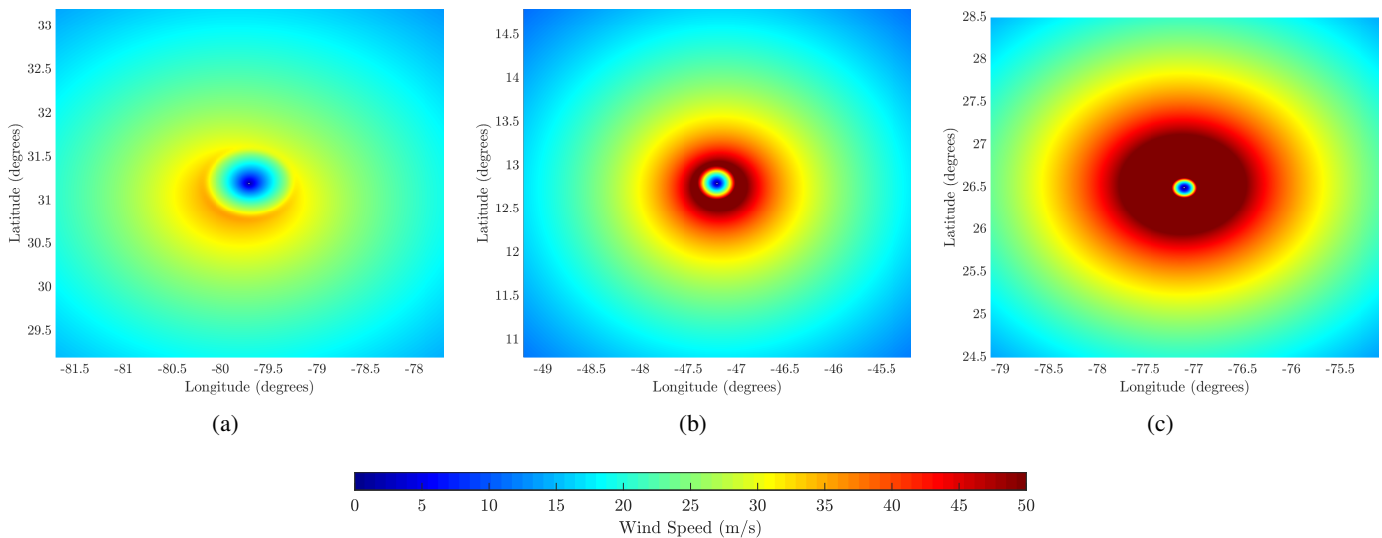 33
32.5
32
31.5
31
30.5
30
29.5
Latitude (degrees)
-81.5 -81 -80.5 -80 -79.5 -79 -78.5 -78
Longitude (degrees)
(a)
14.5
14
13.5
13
12.5
12
11.5
11
Latitude (degrees)
-49 -48.5 -48 -47.5 -47 -46.5 -46 -45.5
Longitude (degrees)
(b)
28.5
28
27.5
27
26.5
26
25.5
25
24.5
Latitude (degrees)
-79 -78.5 -78 -77.5 -77 -76.5 -76 -75.5
Longitude (degrees)
(c)
0 5 10 15 20 25 30 35 40 45 50
Wind Speed (m/s)